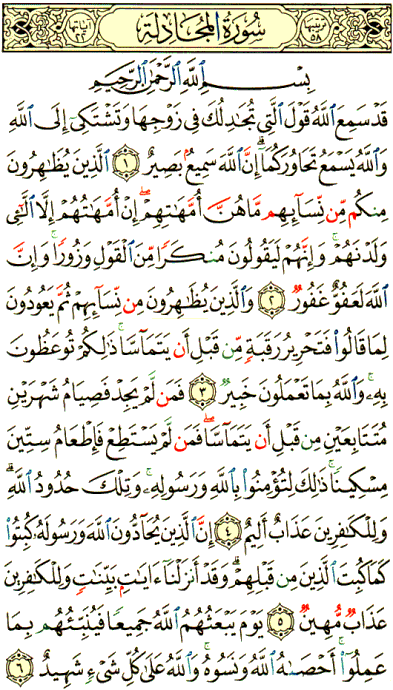 ترتيبها ٥٨ سُورَةُ المُجَادلَة آياتها ٢٢
بِسْمِ ٱللَّهِ ٱلرَّحْمَٰنِ ٱلرَّحِيمِ
قَدْ سَمِعَ ٱللَّهُ قَوْلَ ٱلَّتِي تُجَٰدِلُكَ فِي زَوْجِهَا وَتَشْتَكِيٓ إِلَى ٱللَّهِ
وَٱللَّهُ يَسْمَعُ تَحَاوُرَكُمَآ إِنَّ ٱللَّهَ سَمِيعُۢ بَصِيرٌ ١ ٱلَّذِينَ يُظَٰهِرُونَ
مِنكُم مِّن نِّسَآئِهِم مَّا هُنَّ أُمَّهَٰتِهِمْ ۖ إِنْ أُمَّهَٰتُهُمْ إِلَّا ٱلَّٰٓـِٔي
وَلَدْنَهُمْ ۚ وَإِنَّهُمْ لَيَقُولُونَ مُنكَرًا مِّنَ ٱلْقَوْلِ وَزُورًا ۚ وَإِنَّ
ٱللَّهَ لَعَفُوٌّ غَفُورٌ ٢ وَٱلَّذِينَ يُظَٰهِرُونَ مِن نِّسَآئِهِمْ ثُمَّ يَعُودُونَ
لِمَا قَالُوا۟ فَتَحْرِيرُ رَقَبَةٍ مِّن قَبْلِ أَن يَتَمَآسَّا ۚ ذَٰلِكُمْ تُوعَظُونَ
بِهِۦ ۚ وَٱللَّهُ بِمَا تَعْمَلُونَ خَبِيرٌ ٣ فَمَن لَّمْ يَجِدْ فَصِيَامُ شَهْرَيْنِ
مُتَتَابِعَيْنِ مِن قَبْلِ أَن يَتَمَآسَّا ۖ فَمَن لَّمْ يَسْتَطِعْ فَإِطْعَامُ سِتِّينَ
مِسْكِينًا ۚ ذَٰلِكَ لِتُؤْمِنُوا۟ بِٱللَّهِ وَرَسُولِهِۦ ۚ وَتِلْكَ حُدُودُ ٱللَّهِ ۗ
وَلِلْكَٰفِرِينَ عَذَابٌ أَلِيمٌ ٤ إِنَّ ٱلَّذِينَ يُحَآدُّونَ ٱللَّهَ وَرَسُولَهُۥ كُبِتُوا۟
كَمَا كُبِتَ ٱلَّذِينَ مِن قَبْلِهِمْ ۚ وَقَدْ أَنزَلْنَآ ءَايَٰتٍۭ بَيِّنَٰتٍ ۚ وَلِلْكَٰفِرِينَ
عَذَابٌ مُّهِينٌ ٥ يَوْمَ يَبْعَثُهُمُ ٱللَّهُ جَمِيعًا فَيُنَبِّئُهُم بِمَا
عَمِلُوٓا۟ ۚ أَحْصَىٰهُ ٱللَّهُ وَنَسُوهُ ۚ وَٱللَّهُ عَلَىٰ كُلِّ شَيْءٍ شَهِيدٌ ٦